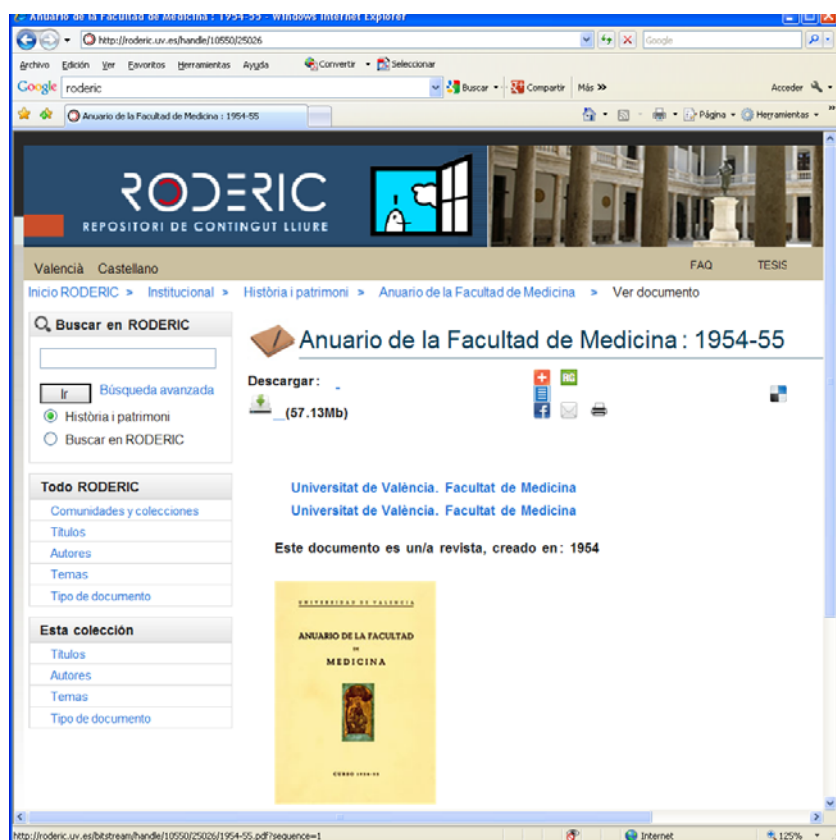 Anuario de la Facultad de Medicina : 1954-55 - Windows Internet Explorer
http://roderic.uv.es/handle/10550/25026
Google
Archivo Edición Ver Favoritos Herramientas Ayuda Convertir Seleccionar
Google roderic Buscar Compartir Más » Acceder
Anuario de la Facultad de Medicina : 1954-55 Página Herramientas »
RODERIC
REPOSITORI DE CONTINGUT LLIURE
Valencià Castellano FAQ TESIS
Inicio RODERIC > Institucional > Història i patrimoni > Anuario de la Facultad de Medicina > Ver documento
Buscar en RODERIC
Ir Búsqueda avanzada
Història i patrimoni
Buscar en RODERIC
Todo RODERIC
Comunidades y colecciones
Títulos
Autores
Temas
Tipo de documento
Esta colección
Títulos
Autores
Temas
Tipo de documento
Anuario de la Facultad de Medicina : 1954-55
Descargar :
(57.13Mb)
RG
Universitat de València. Facultat de Medicina
Universitat de València. Facultat de Medicina
Este documento es un/a revista, creado en : 1954
UNIVERSIDAD DE VALENCIA
ANUARIO DE LA FACULTAD
DE
MEDICINA
CURSO 1954-55
http://roderic.uv.es/bitstream/handle/10550/25026/1954-55.pdf?sequence=1 Internet 125%